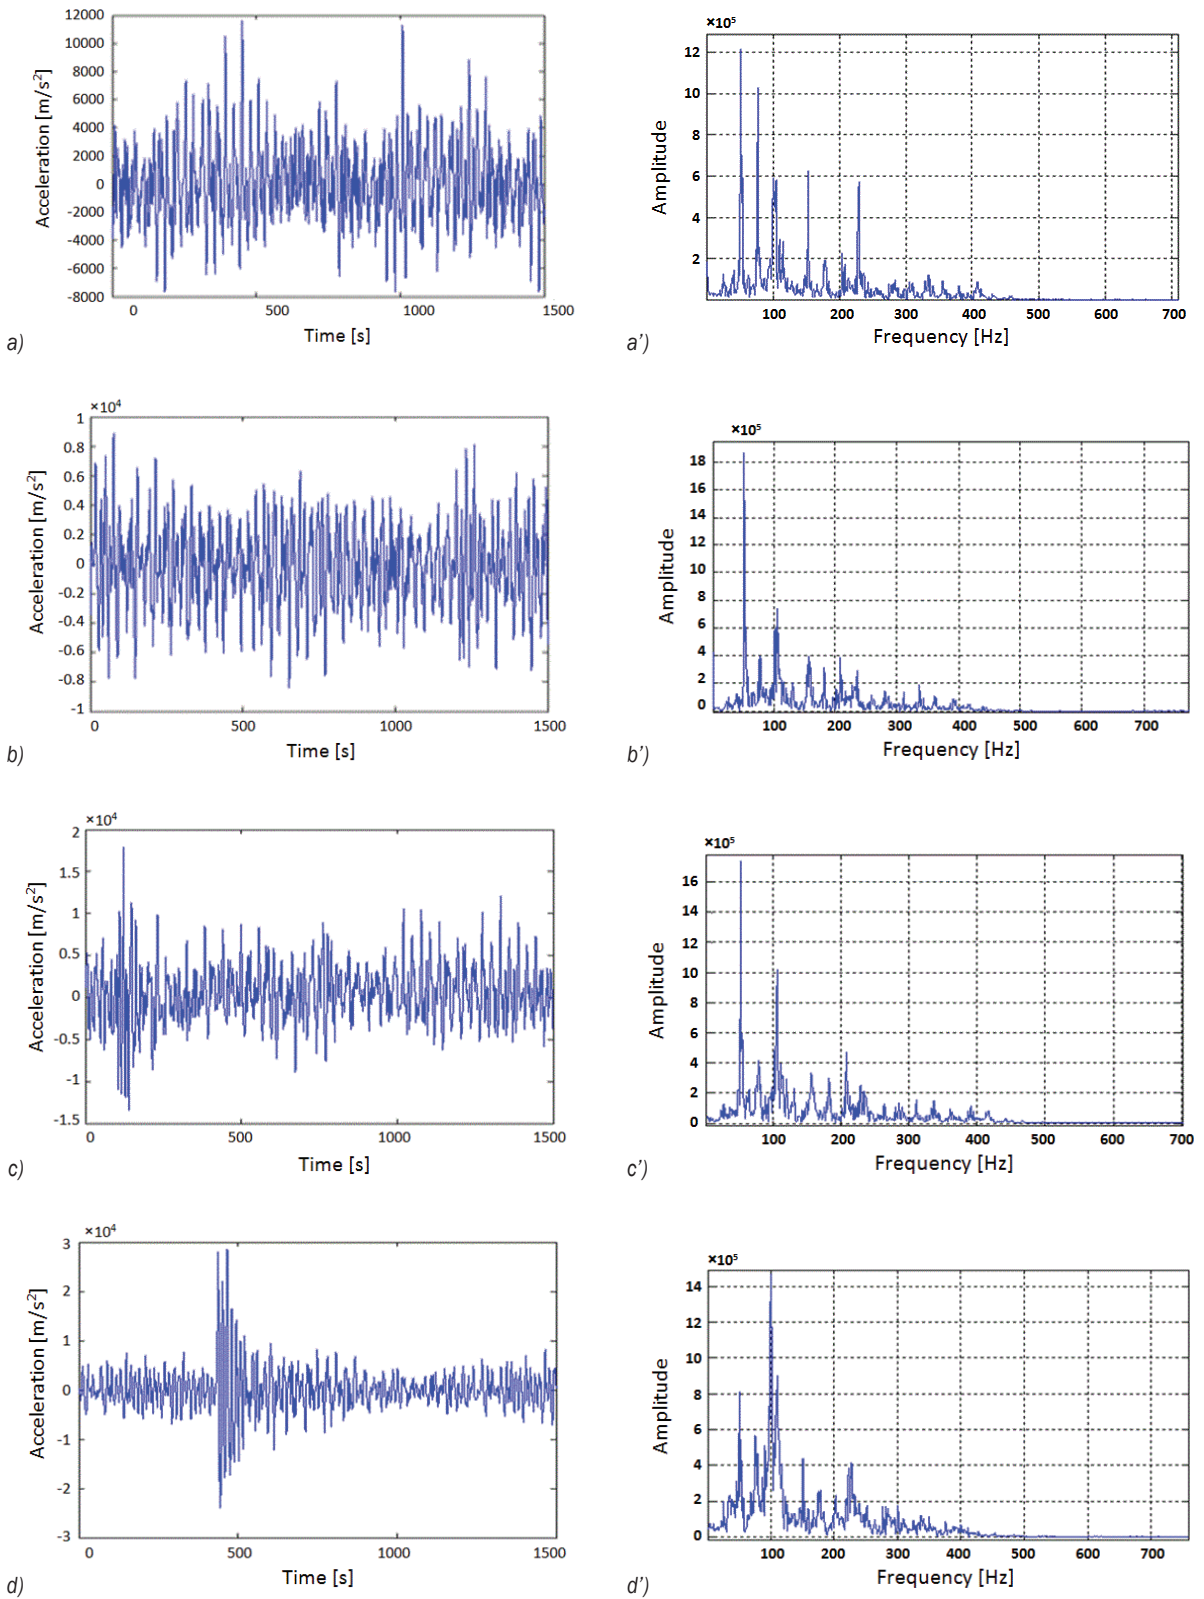 12000
10000
8000
6000
4000
2000
0
-2000
-4000
-6000
-8000
Acceleration [m/s²]
0 500 1000 1500
Time [s]
a)
×10⁵
12
10
8
6
4
2
Amplitude
100 200 300 400 500 600 700
Frequency [Hz]
a’)
×10⁴
1
0.8
0.6
0.4
0.2
0
-0.2
-0.4
-0.6
-0.8
-1
Acceleration [m/s²]
0 500 1000 1500
Time [s]
b)
×10⁵
18
16
14
12
10
8
6
4
2
0
Amplitude
100 200 300 400 500 600 700
Frequency [Hz]
b’)
×10⁴
2
1.5
1
0.5
0
-0.5
-1
-1.5
Acceleration [m/s²]
0 500 1000 1500
Time [s]
c)
×10⁵
16
14
12
10
8
6
4
2
0
Amplitude
100 200 300 400 500 600 700
Frequency [Hz]
c’)
×10⁴
3
2
1
0
-1
-2
-3
Acceleration [m/s²]
0 500 1000 1500
Time [s]
d)
×10⁵
14
12
10
8
6
4
2
0
Amplitude
100 200 300 400 500 600 700
Frequency [Hz]
d’)